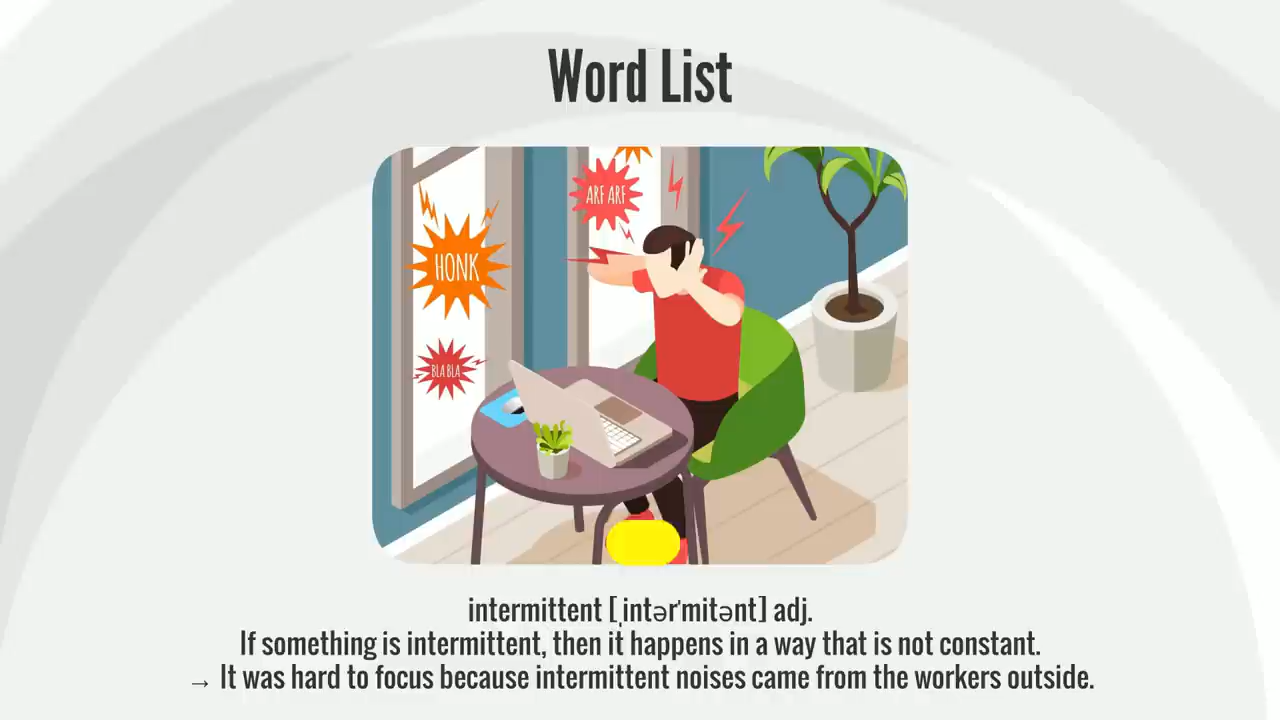 Word List
ARF ARF
HONK
BLA BLA
intermittent [ˌintərˈmitənt] adj.
If something is intermittent, then it happens in a way that is not constant.
→ It was hard to focus because intermittent noises came from the workers outside.